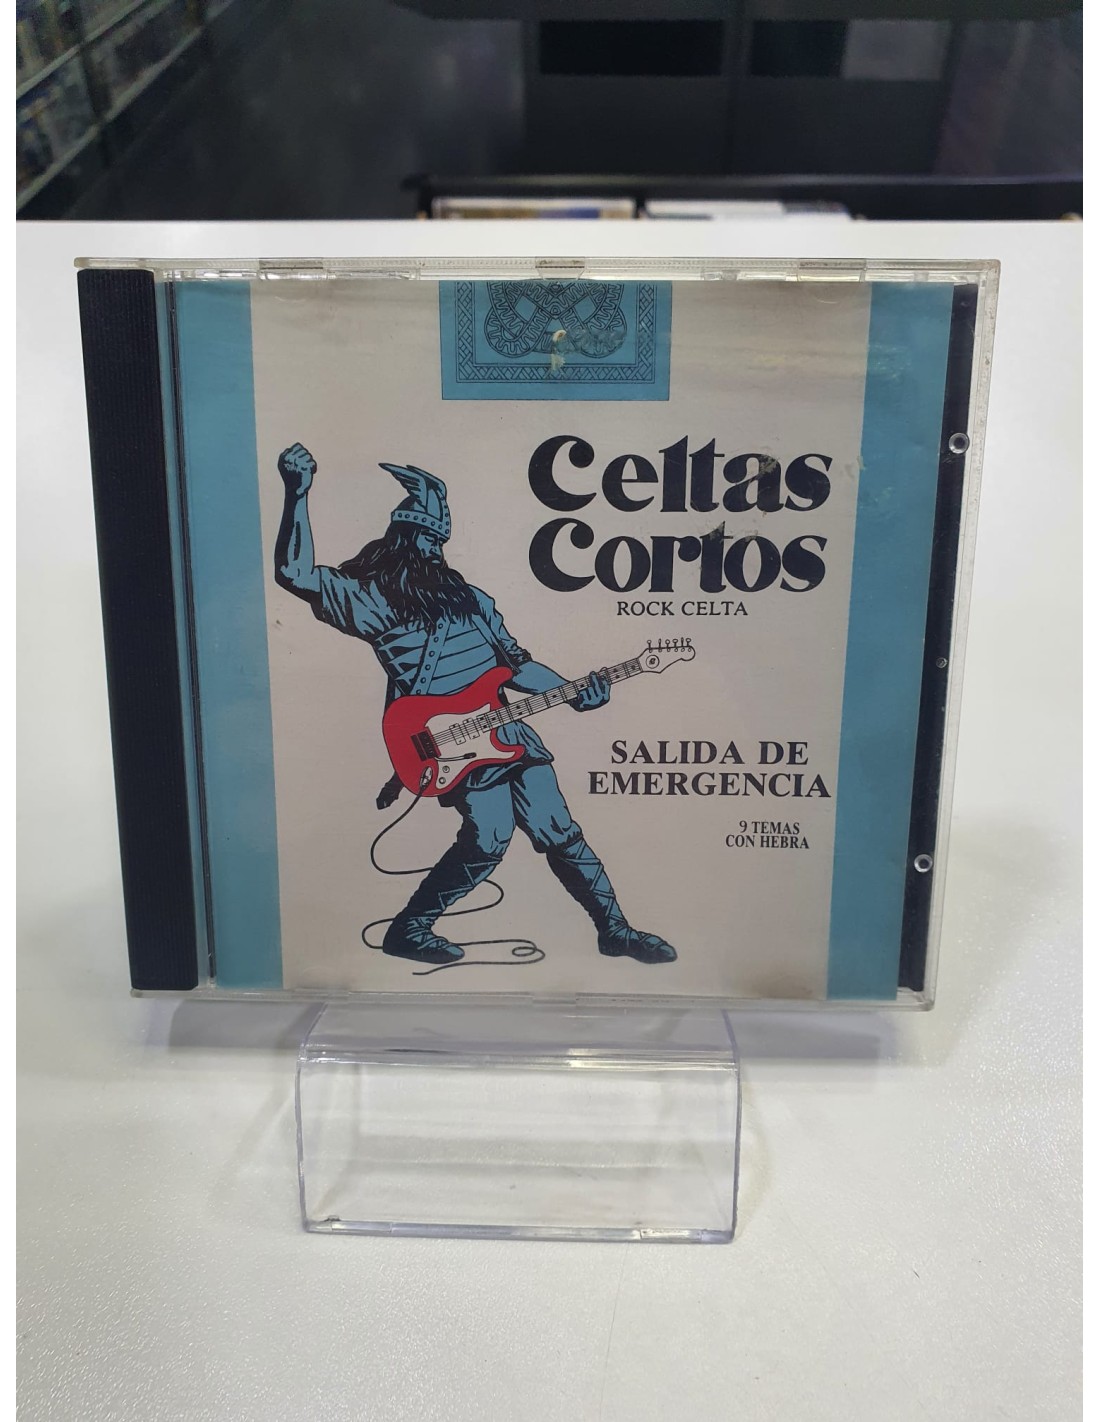 Celtas
Cortos
ROCK CELTA
SALIDA DE
EMERGENCIA
9 TEMAS
CON HEBRA